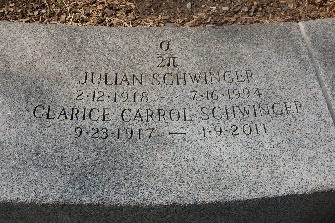 α
2π
JULIAN SCHWINGER
2·12·1918 — 7·16·1994
CLARICE CARROL SCHWINGER
9·23·1917 — 1·9·2011